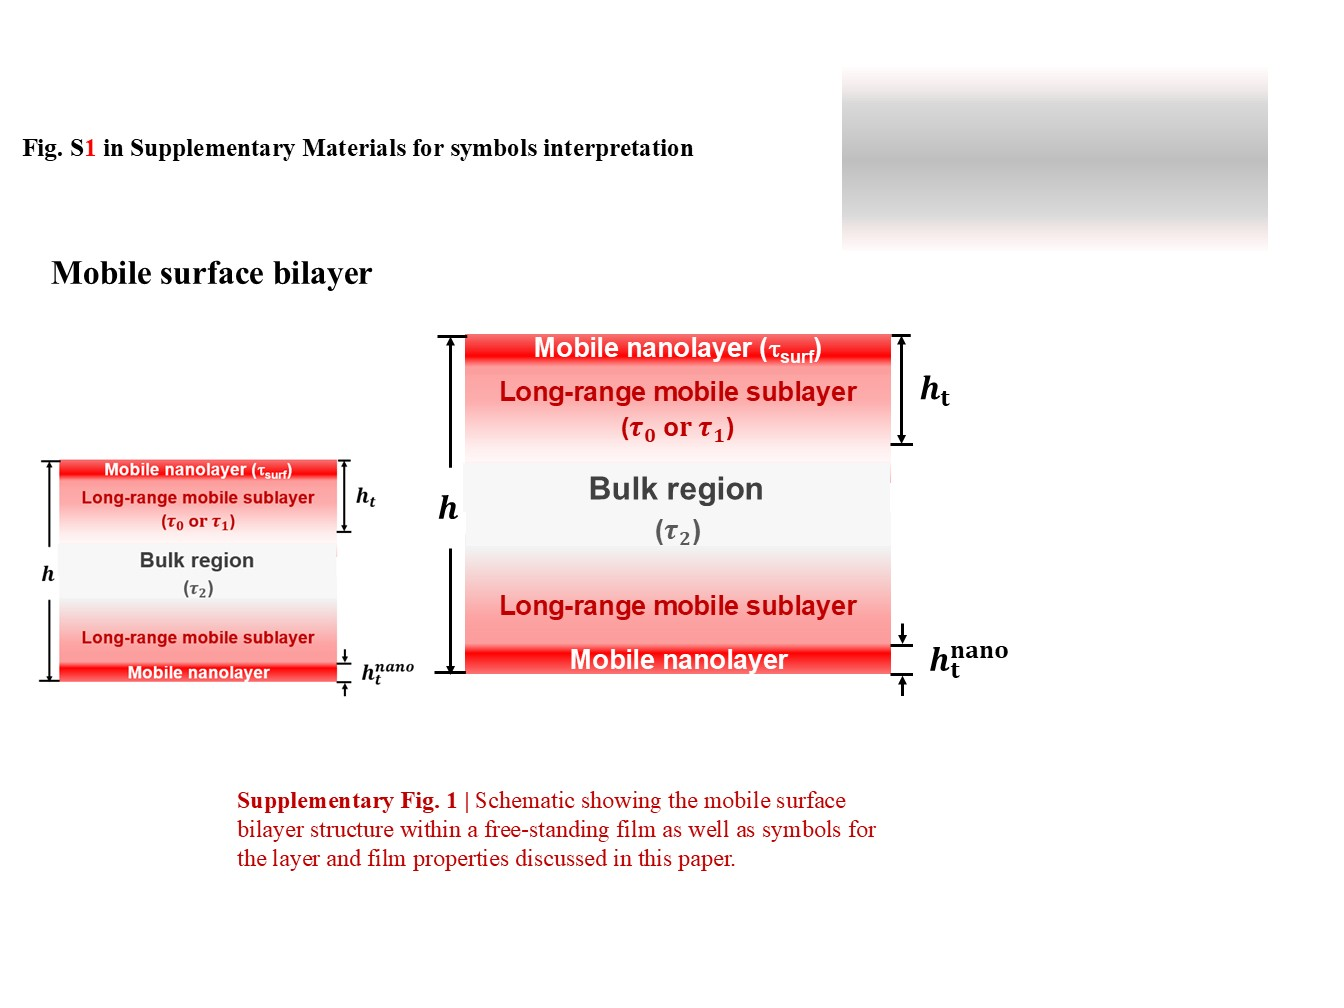 Fig. S1 in Supplementary Materials for symbols interpretation
Mobile surface bilayer
Mobile nanolayer (τsurf)
Long-range mobile sublayer
(τ0 or τ1)
ht
Bulk region
(τ2)
h
Long-range mobile sublayer
Mobile nanolayer
ht^nano
Mobile nanolayer (τsurf)
Long-range mobile sublayer
(τ0 or τ1)
ht
Bulk region
(τ2)
h
Long-range mobile sublayer
Mobile nanolayer
ht^nano
Supplementary Fig. 1 | Schematic showing the mobile surface
bilayer structure within a free-standing film as well as symbols for
the layer and film properties discussed in this paper.